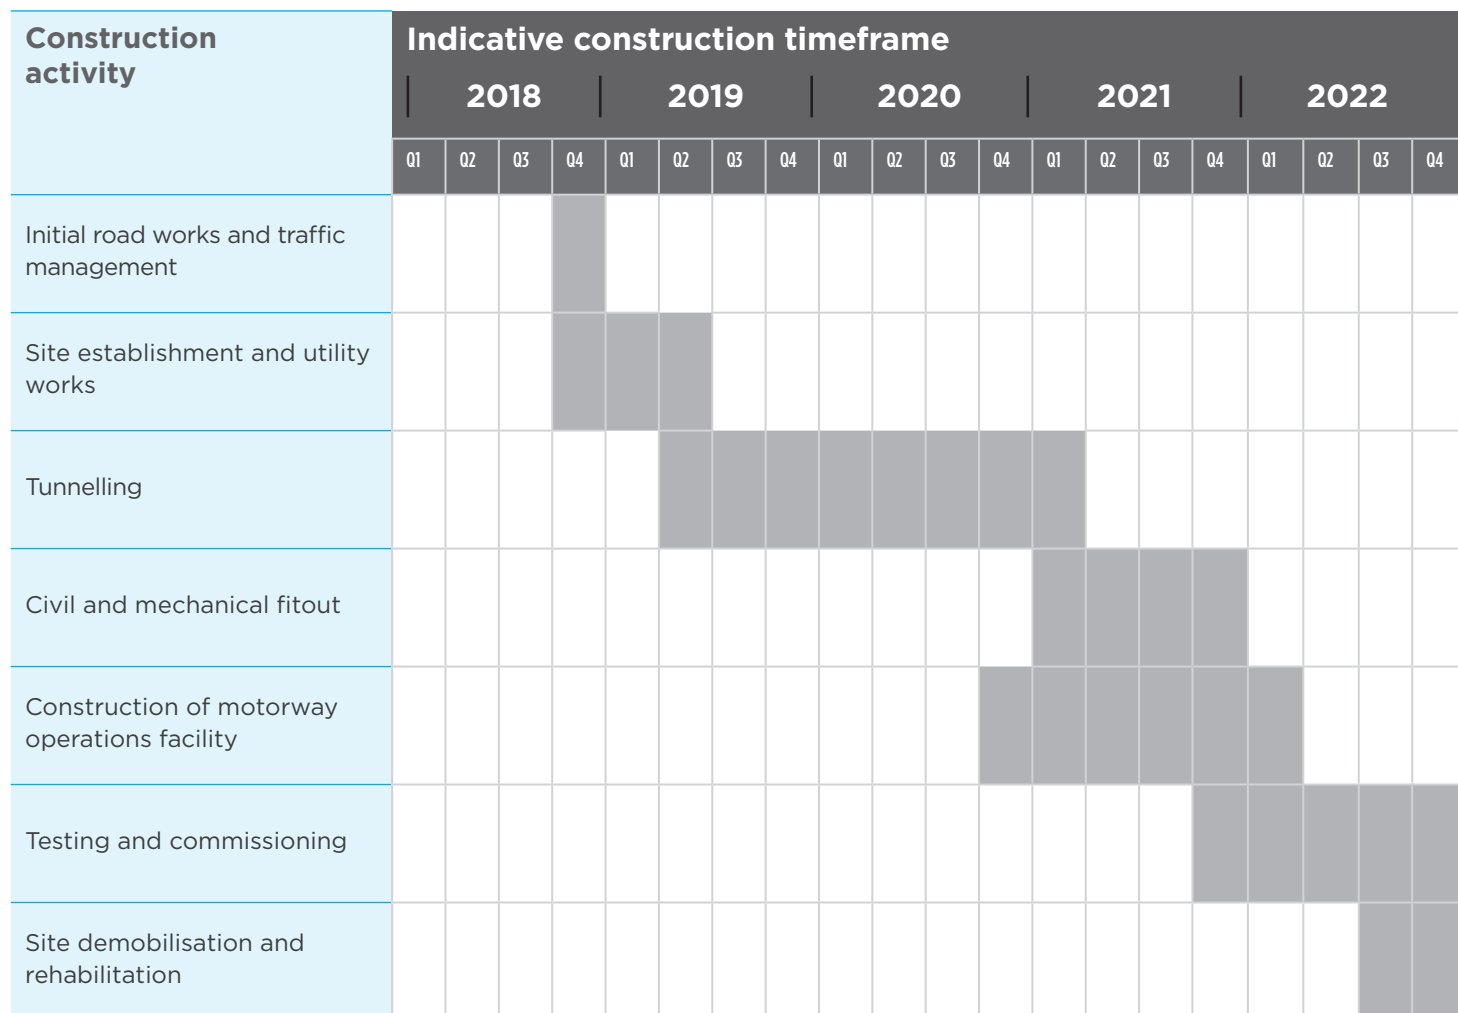 Construction
activity
Indicative construction timeframe
2018 2019 2020 2021 2022
Q1 Q2 Q3 Q4 Q1 Q2 Q3 Q4 Q1 Q2 Q3 Q4 Q1 Q2 Q3 Q4 Q1 Q2 Q3 Q4
Initial road works and traffic
management
Site establishment and utility
works
Tunnelling
Civil and mechanical fitout
Construction of motorway
operations facility
Testing and commissioning
Site demobilisation and
rehabilitation